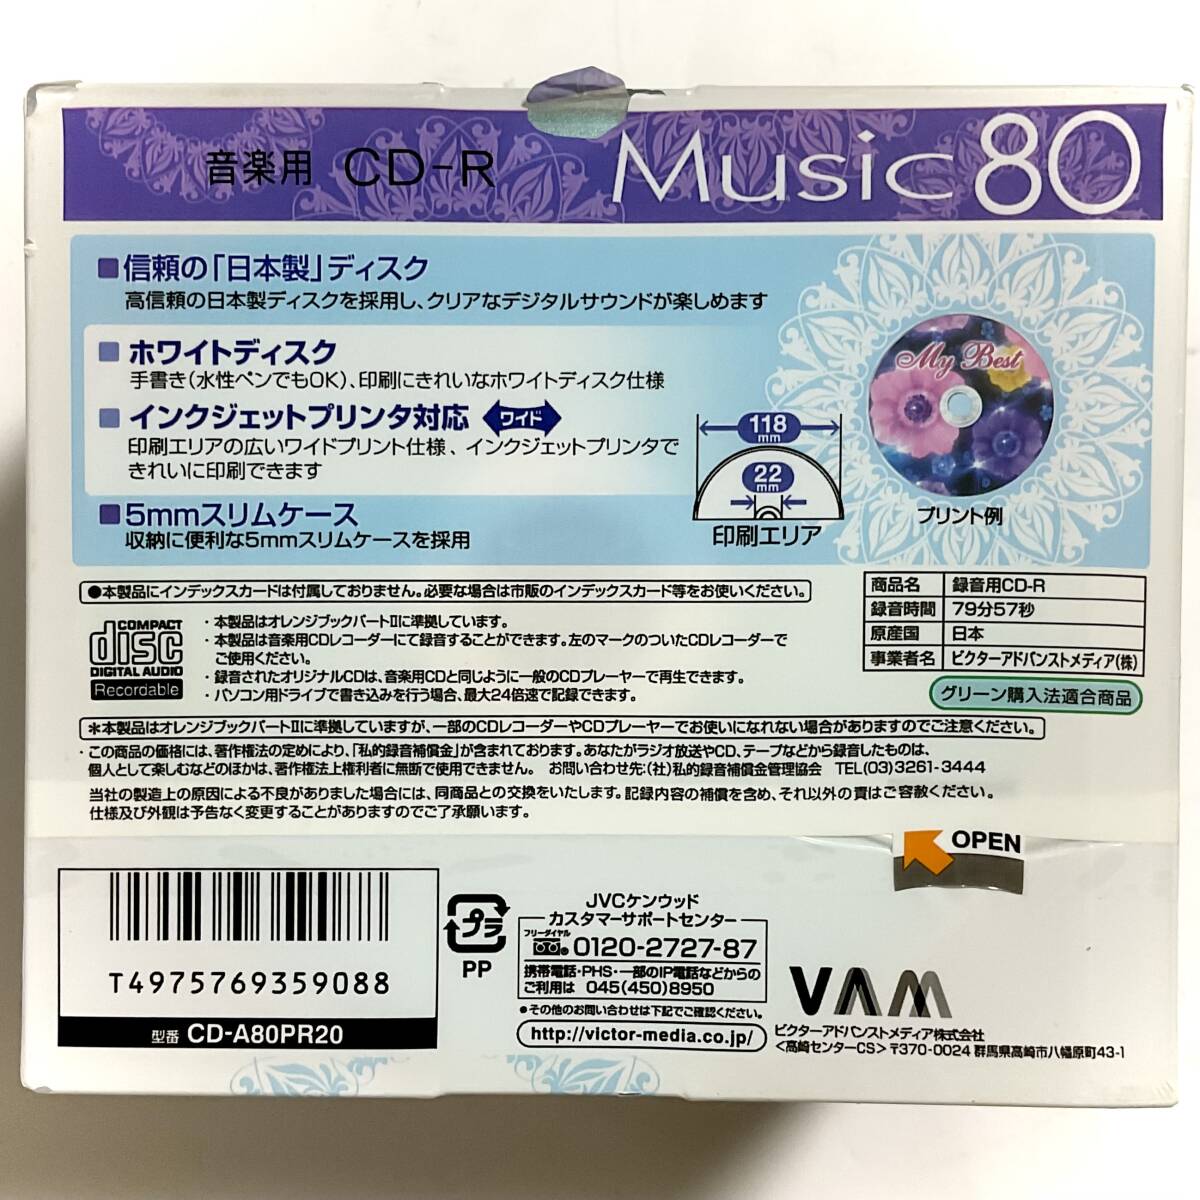 音楽用 CD-R Music 80
■信頼の「日本製」ディスク
高信頼の日本製ディスクを採用し、クリアなデジタルサウンドが楽しめます
My Best
■ホワイトディスク
手書き(水性ペンでもOK)、印刷にきれいなホワイトディスク仕様
■インクジェットプリンタ対応 ワイド
印刷エリアの広いワイドプリント仕様、インクジェットプリンタで
きれいに印刷できます
118
mm
22
mm
印刷エリア
プリント例
■5mmスリムケース
収納に便利な5mmスリムケースを採用
●本製品にインデックスカードは付属しておりません。必要な場合は市販のインデックスカード等をお使いください。
COMPACT
disc
DIGITAL AUDIO
Recordable
・本製品はオレンジブックパートⅡに準拠しています。
・本製品は音楽用CDレコーダーにて録音することができます。左のマークのついたCDレコーダーで
ご使用ください。
・録音されたオリジナルCDは、音楽用CDと同じように一般のCDプレーヤーで再生できます。
・パソコン用ドライブで書き込みを行う場合、最大24倍速で記録できます。
商品名 録音用CD-R
録音時間 79分57秒
原産国 日本
事業者名 ビクターアドバンストメディア(株)
グリーン購入法適合商品
＊本製品はオレンジブックパートⅡに準拠していますが、一部のCDレコーダーやCDプレーヤーでお使いになれない場合がありますのでご注意ください。
・この商品の価格には、著作権法の定めにより、「私的録音補償金」が含まれております。あなたがラジオ放送やCD、テープなどから録音したものは、
個人として楽しむなどのほかは、著作権法上権利者に無断で使用できません。 お問い合わせ先:(社)私的録音補償金管理協会 TEL(03)3261-3444
当社の製造上の原因による不良がありました場合には、同商品との交換をいたします。記録内容の補償を含め、それ以外の責はご容赦ください。
仕様及び外観は予告なく変更することがありますのでご了承願います。
OPEN
T4975769359088
型番 CD-A80PR20
プラ
PP
JVCケンウッド
カスタマーサポートセンター
フリーダイヤル
0120-2727-87
携帯電話・PHS・一部のIP電話などからの
ご利用は 045(450)8950
●その他のお問い合わせは下記でご確認ください。
http://victor-media.co.jp/
VAM
ビクターアドバンストメディア株式会社
<高崎センターCS>〒370-0024 群馬県高崎市八幡原町43-1